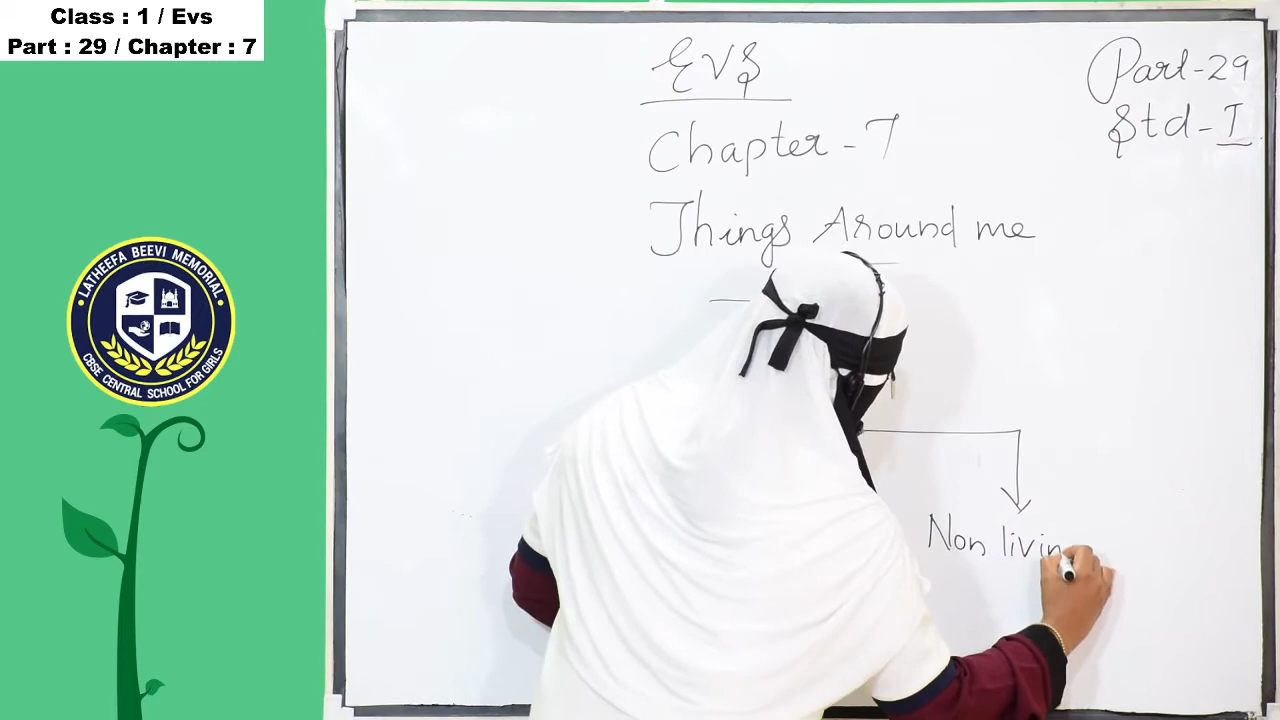 Class : 1 / Evs
Part : 29 / Chapter : 7
LATHEEFA BEEVI MEMORIAL
CBSE CENTRAL SCHOOL FOR GIRLS
EVS
Part-29
Std-I
Chapter-7
Things Around me
Non livin